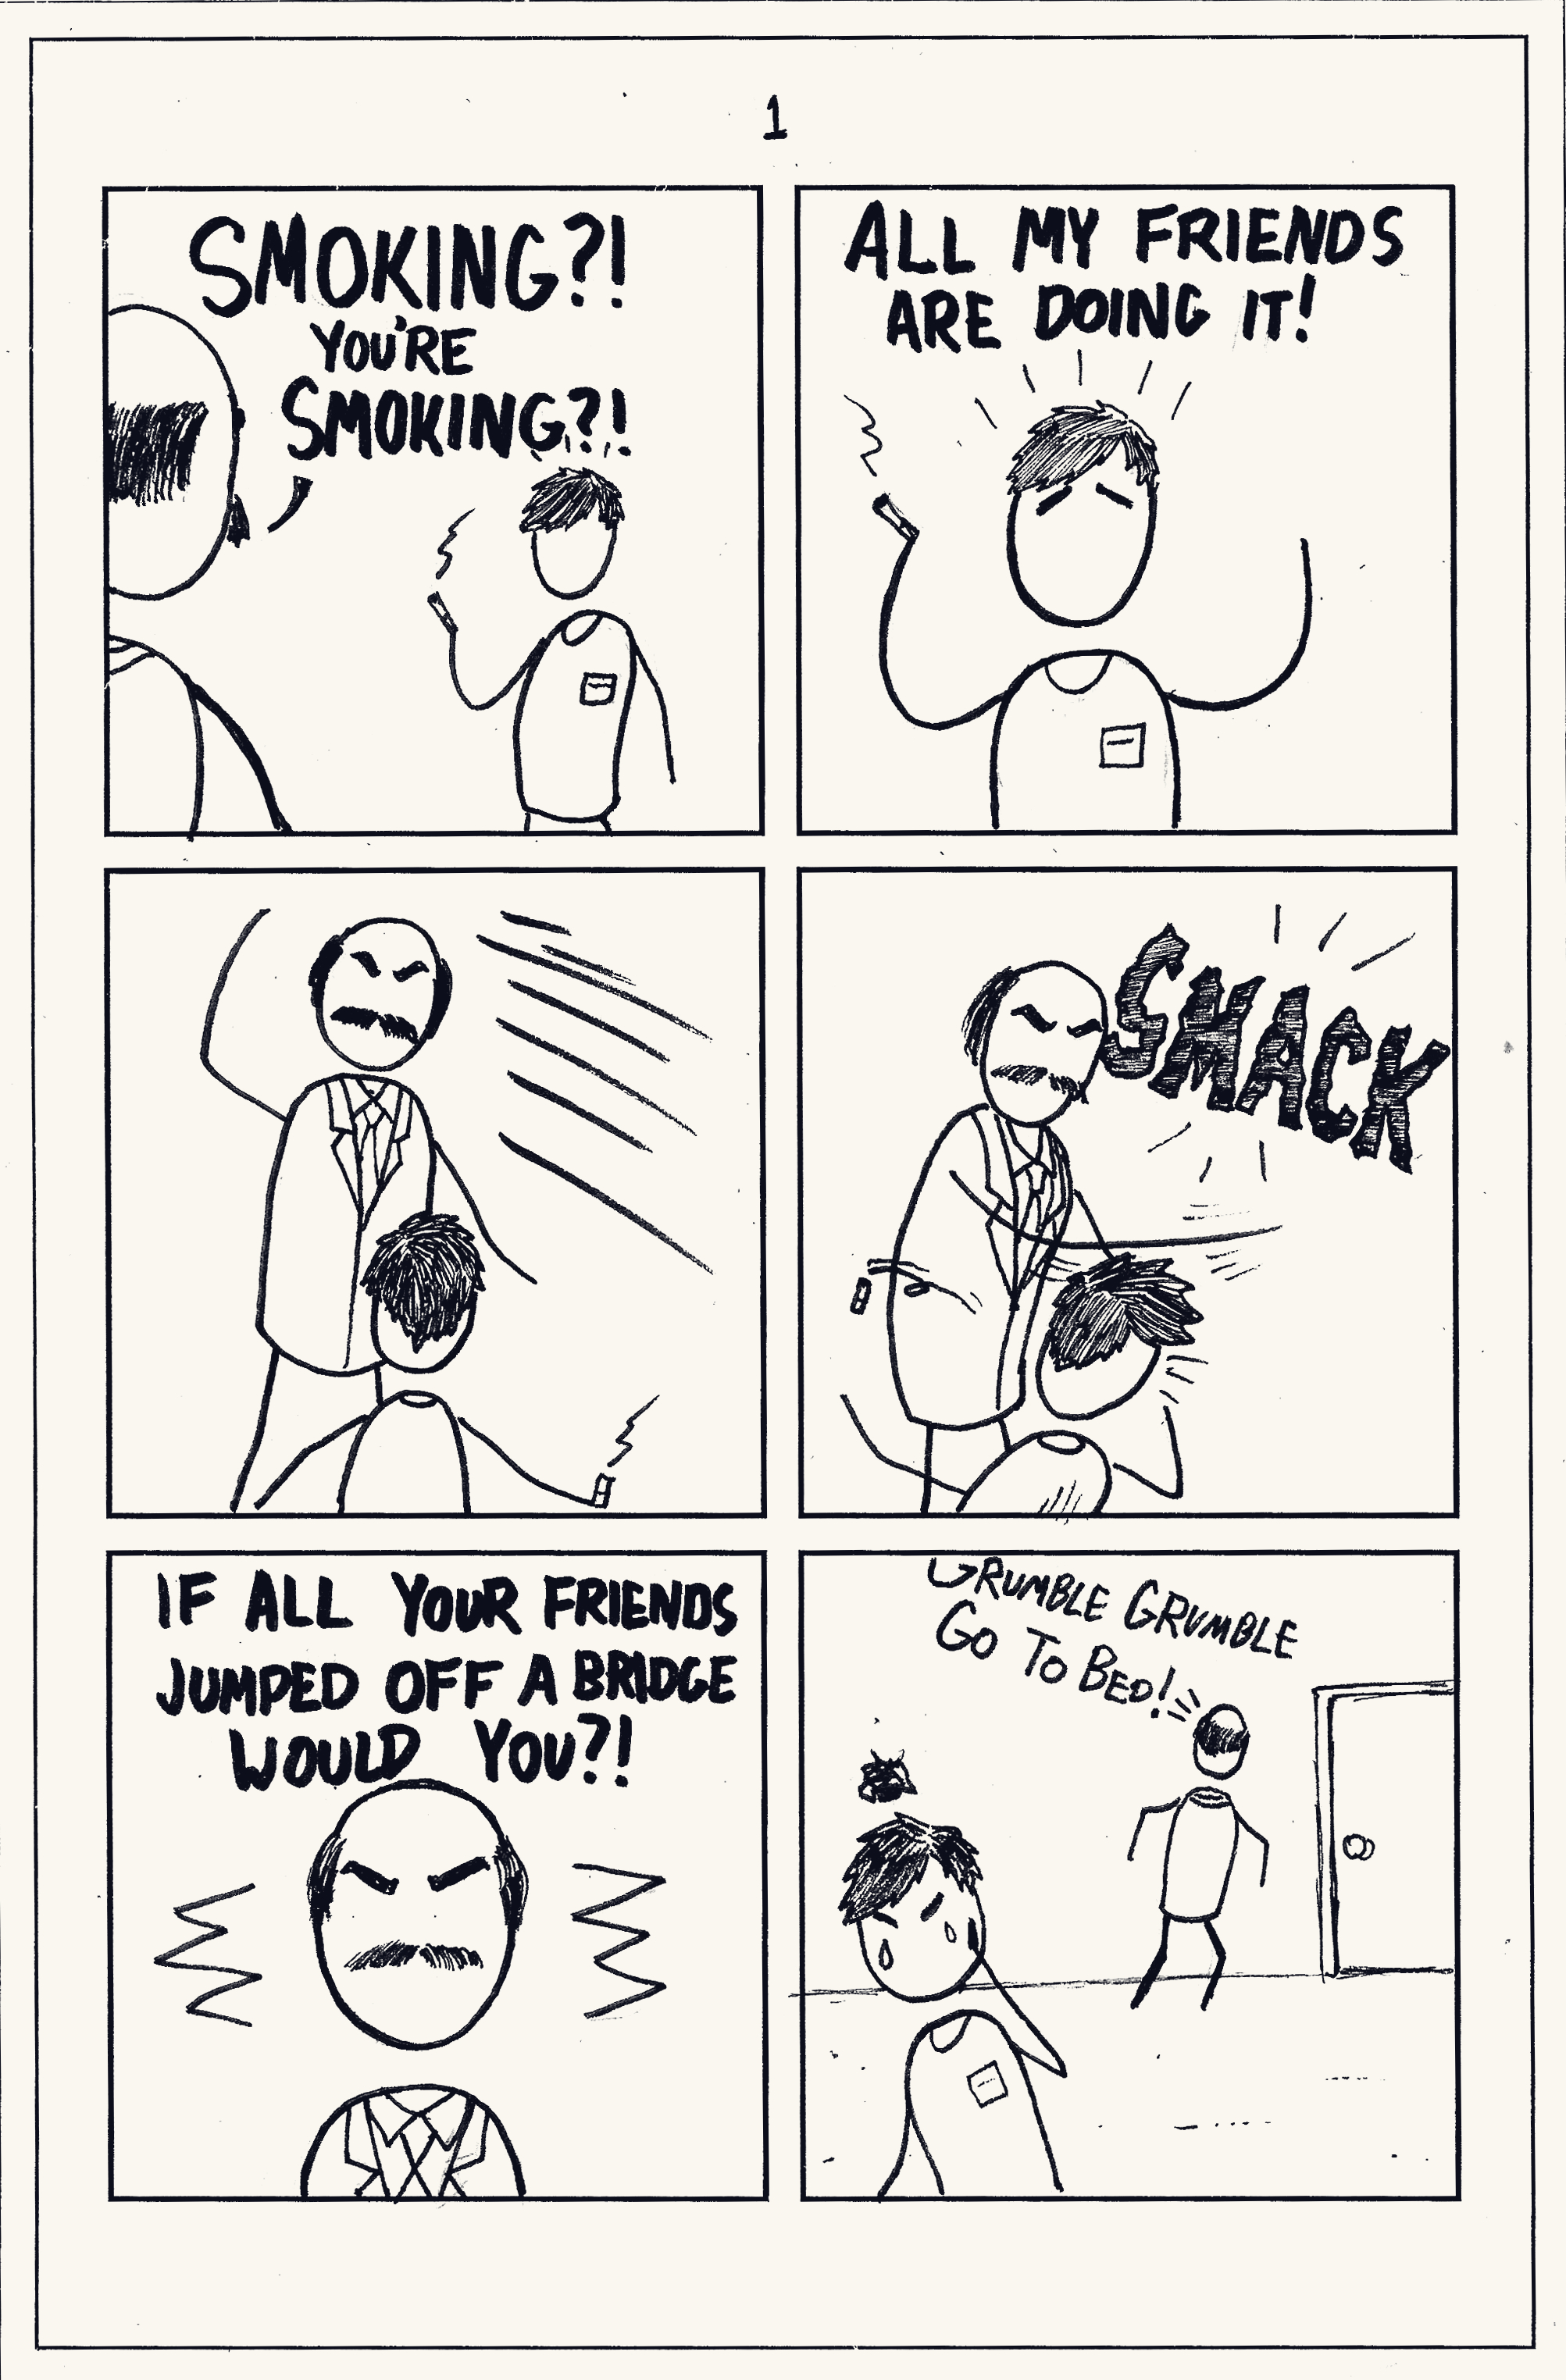 1
SMOKING?!
YOU'RE
SMOKING?!
ALL MY FRIENDS
ARE DOING IT!
SMACK
IF ALL YOUR FRIENDS
JUMPED OFF A BRIDGE
WOULD YOU?!
GRUMBLE GRUMBLE
GO TO BED!